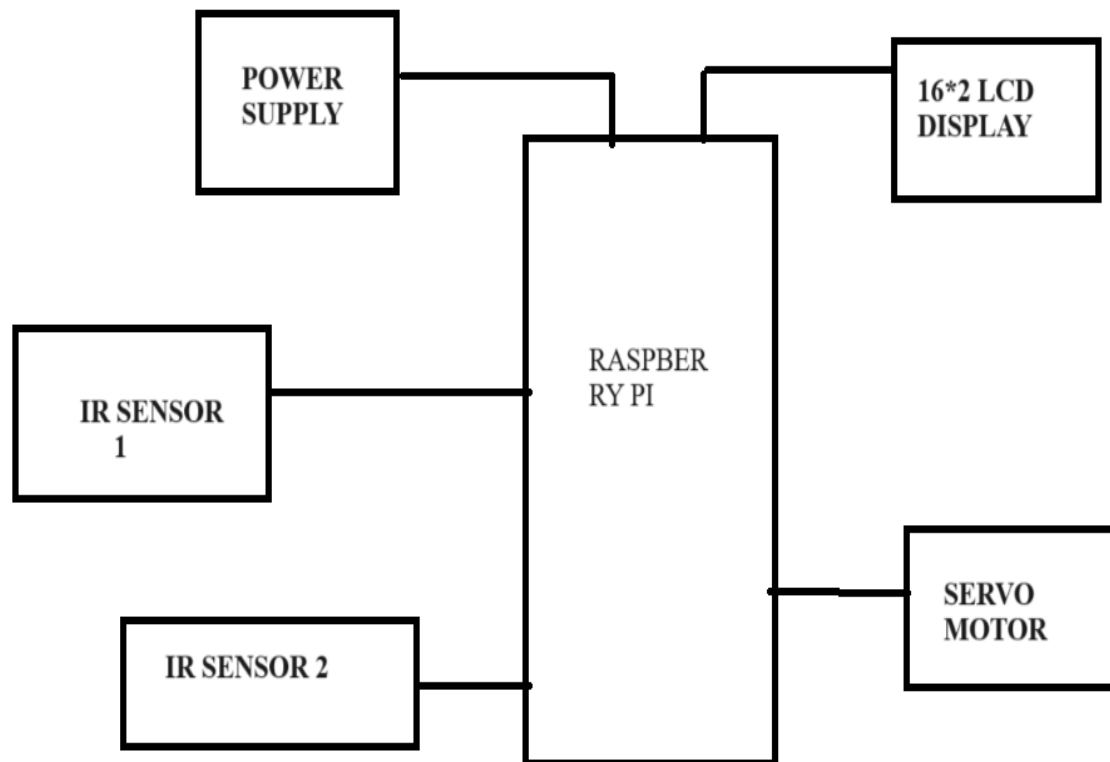 POWER
SUPPLY
16*2 LCD
DISPLAY
RASPBER
RY PI
IR SENSOR
1
SERVO
MOTOR
IR SENSOR 2